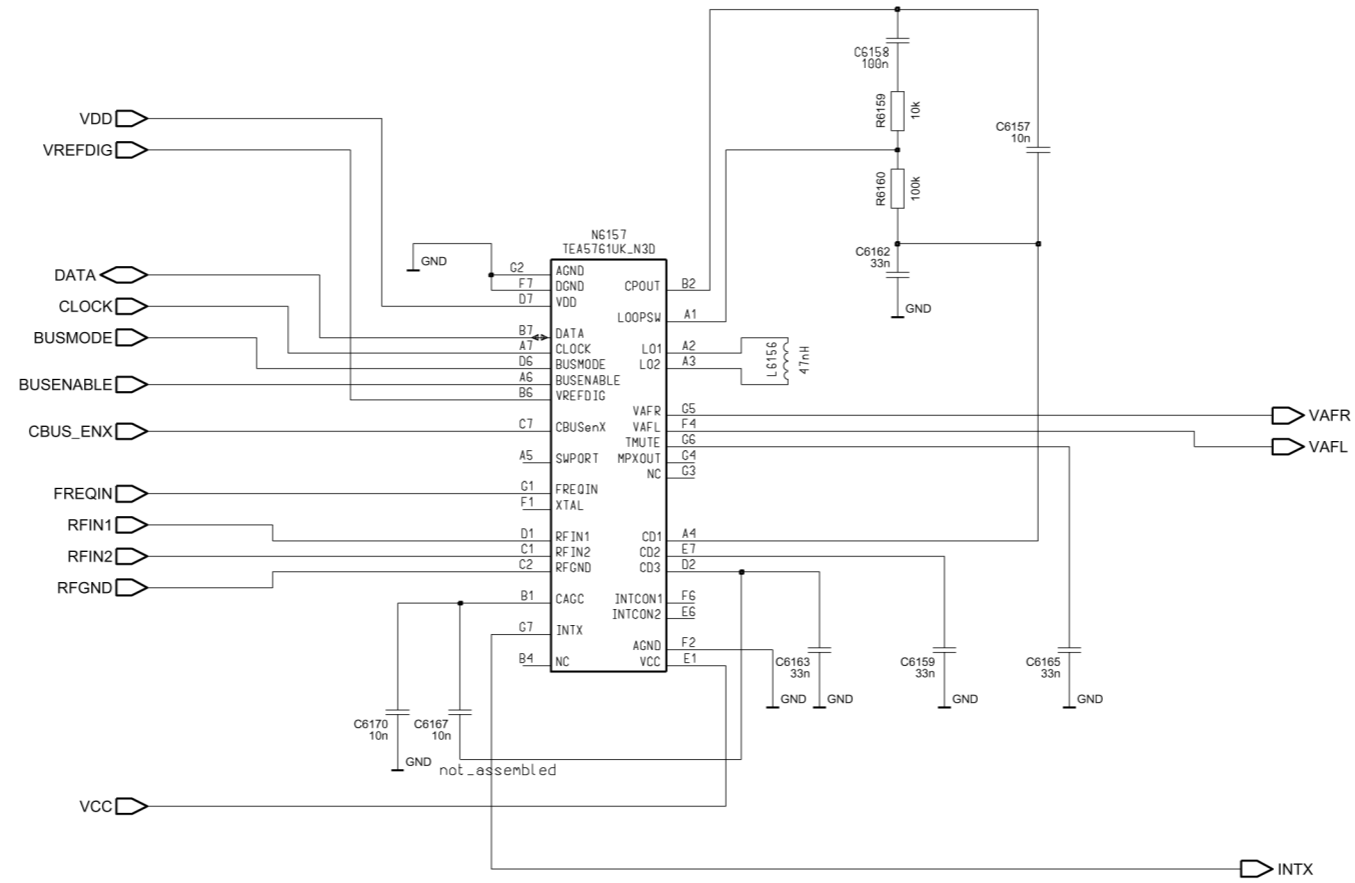 C6158
100n
R6159
10k
C6157
10n
VDD
VREFDIG
R6160
100k
N6157
TEA5761UK_N3D
C6162
33n
GND
GND
DATA
CLOCK
BUSMODE
BUSENABLE
CBUS_ENX
FREQIN
RFIN1
RFIN2
RFGND
G2 AGND
F7 DGND
D7 VDD
B7 DATA
A7 CLOCK
D6 BUSMODE
A6 BUSENABLE
B6 VREFDIG
C7 CBUSenX
A5 SWPORT
G1 FREQIN
F1 XTAL
D1 RFIN1
C1 RFIN2
C2 RFGND
B1 CAGC
G7 INTX
B4 NC
CPOUT B2
LOOPSW A1
LO1 A2
LO2 A3
VAFR G5
VAFL F4
TMUTE G6
MPXOUT G4
NC G3
CD1 A4
CD2 E7
CD3 D2
INTCON1 F6
INTCON2 E6
AGND F2
VCC E1
L6156
47nH
VAFR
VAFL
C6163
33n
C6159
33n
C6165
33n
GND
GND
GND
GND
C6170
10n
C6167
10n
GND
not_assembled
VCC
INTX